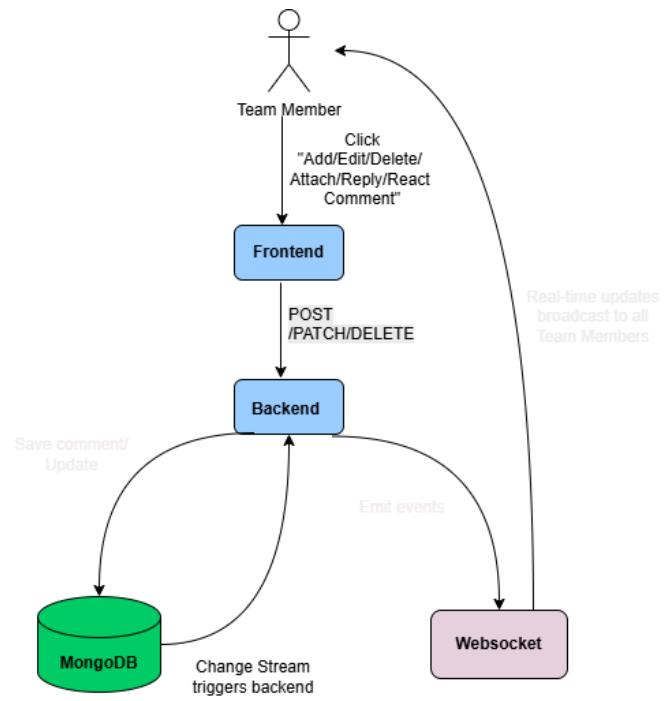 Team Member
Click
"Add/Edit/Delete/
Attach/Reply/React
Comment"
Frontend
Real-time updates
broadcast to all
Team Members
POST
/PATCH/DELETE
Backend
Save comment/
Update
Emit events
MongoDB
Change Stream
triggers backend
Websocket